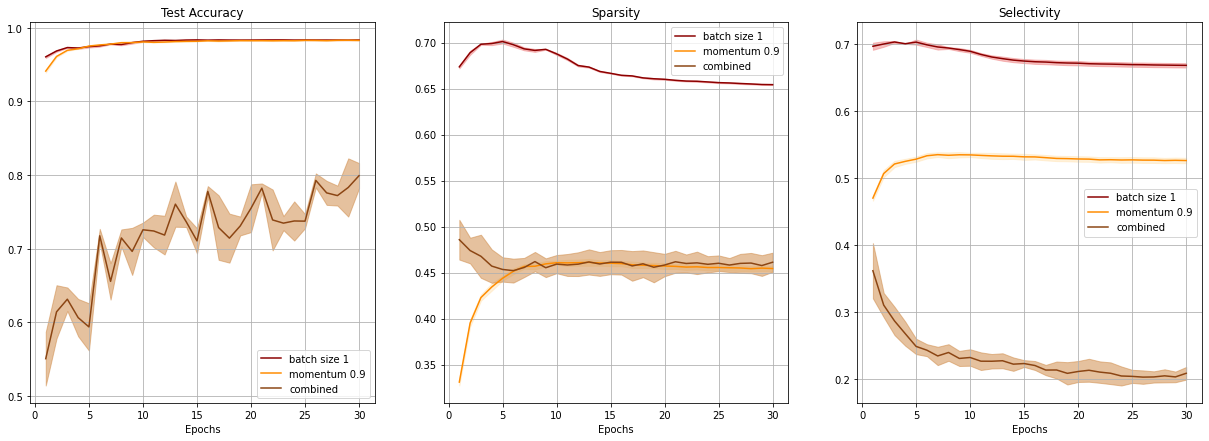 Test Accuracy
1.0
0.9
0.8
0.7
0.6
0.5
0
5
10
15
20
25
30
Epochs
batch size 1
momentum 0.9
combined
Sparsity
0.70
0.65
0.60
0.55
0.50
0.45
0.40
0.35
0
5
10
15
20
25
30
Epochs
batch size 1
momentum 0.9
combined
Selectivity
0.7
0.6
0.5
0.4
0.3
0.2
0
5
10
15
20
25
30
Epochs
batch size 1
momentum 0.9
combined